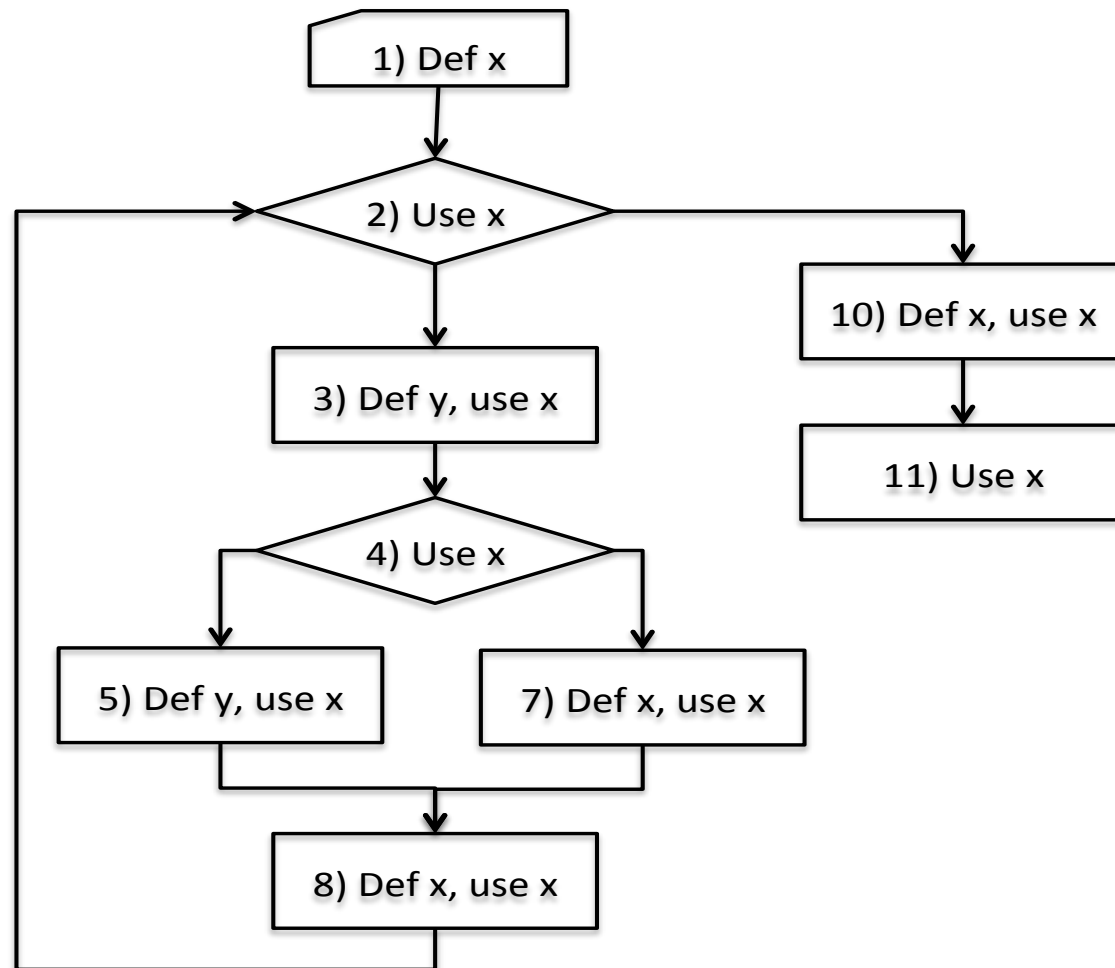 1) Def x
2) Use x
10) Def x, use x
3) Def y, use x
11) Use x
4) Use x
5) Def y, use x
7) Def x, use x
8) Def x, use x